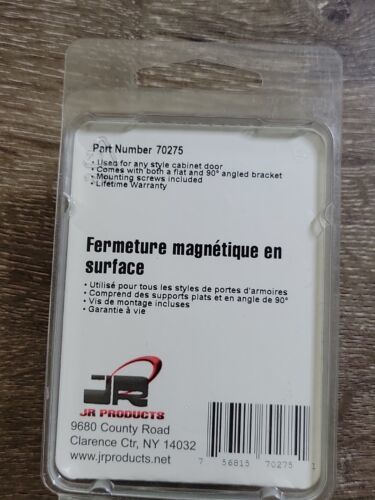 Part Number 70275
• Used for any style cabinet door
• Comes with both a flat and 90° angled bracket
• Mounting screws included
• Lifetime Warranty
Fermeture magnétique en
surface
• Utilisé pour tous les styles de portes d'armoires
• Comprend des supports plats et en angle de 90°
• Vis de montage incluses
• Garantie à vie
JR
JR PRODUCTS
9680 County Road
Clarence Ctr, NY 14032
www.jrproducts.net
7 56815 70275 1